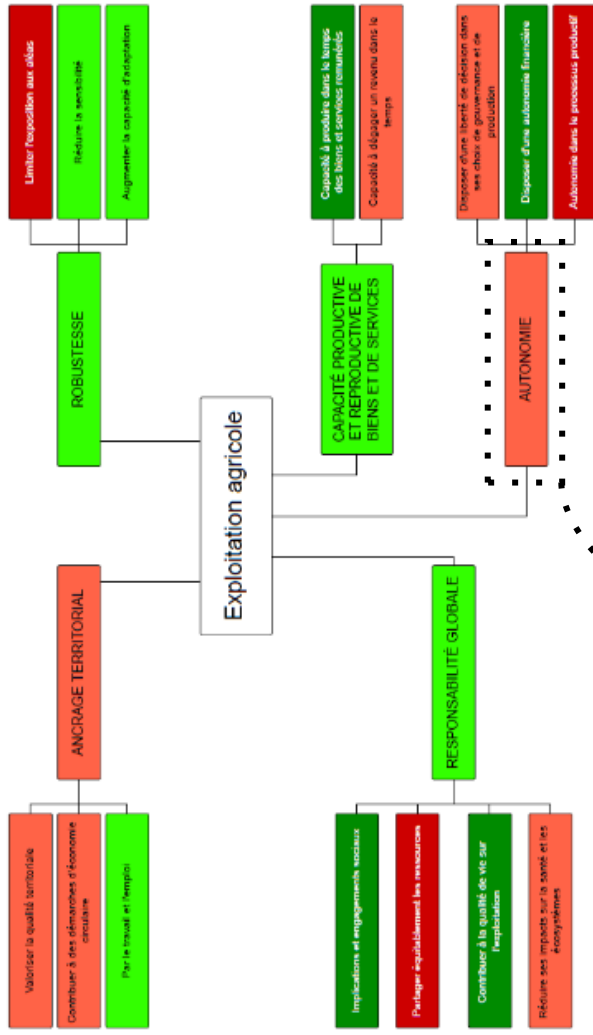 Valoriser la qualité territoriale
Contribuer à des démarches d'économie
circulaire
Par le travail et l'emploi
ANCRAGE TERRITORIAL
ROBUSTESSE
Limiter l'exposition aux aléas
Réduire la sensibilité
Augmenter la capacité d'adaptation
Exploitation agricole
CAPACITÉ PRODUCTIVE
ET REPRODUCTIVE DE
BIENS ET DE SERVICES
Capacité à produire dans le temps
des biens et services remunérés
Capacité à dégager un revenu dans le
temps
Implications et engagements sociaux
Partager équitablement les ressources
Contribuer à la qualité de vie sur
l'exploitation
Réduire ses impacts sur la santé et les
écosystèmes
RESPONSABILITÉ GLOBALE
AUTONOMIE
Disposer d'une liberté de décision dans
ses choix de gouvernance et de
production
Disposer d'une autonomie financière
Autonomie dans le processus productif